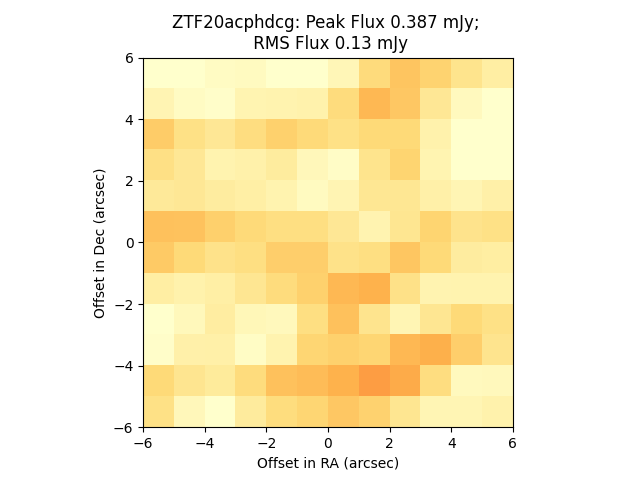 ZTF20acphdcg: Peak Flux 0.387 mJy;
RMS Flux 0.13 mJy
6
4
2
0
−2
−4
−6
Offset in Dec (arcsec)
−6 −4 −2 0 2 4 6
Offset in RA (arcsec)